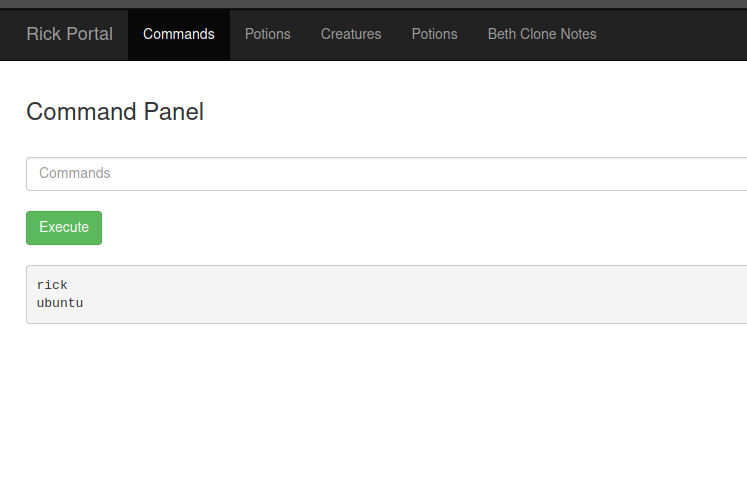 Rick Portal Commands Potions Creatures Potions Beth Clone Notes
Command Panel
Commands
Execute
rick
ubuntu